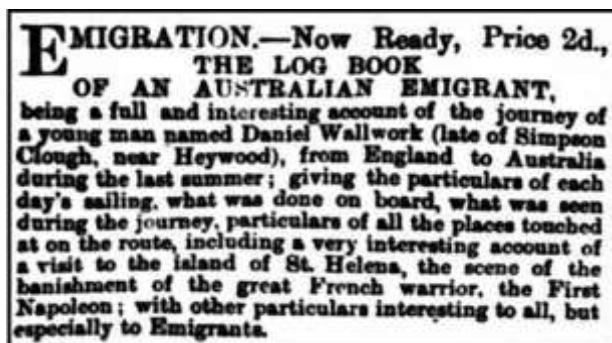 EMIGRATION.—Now Ready, Price 2d.,
THE LOG BOOK
OF AN AUSTRALIAN EMIGRANT,
being a full and interesting account of the journey of
a young man named Daniel Wallwork (late of Simpson
Clough, near Heywood), from England to Australia
during the last summer; giving the particulars of each
day's sailing, what was done on board, what was seen
during the journey, particulars of all the places touched
at on the route, including a very interesting account of
a visit to the island of St. Helena, the scene of the
banishment of the great French warrior, the First
Napoleon; with other particulars interesting to all, but
especially to Emigrants.